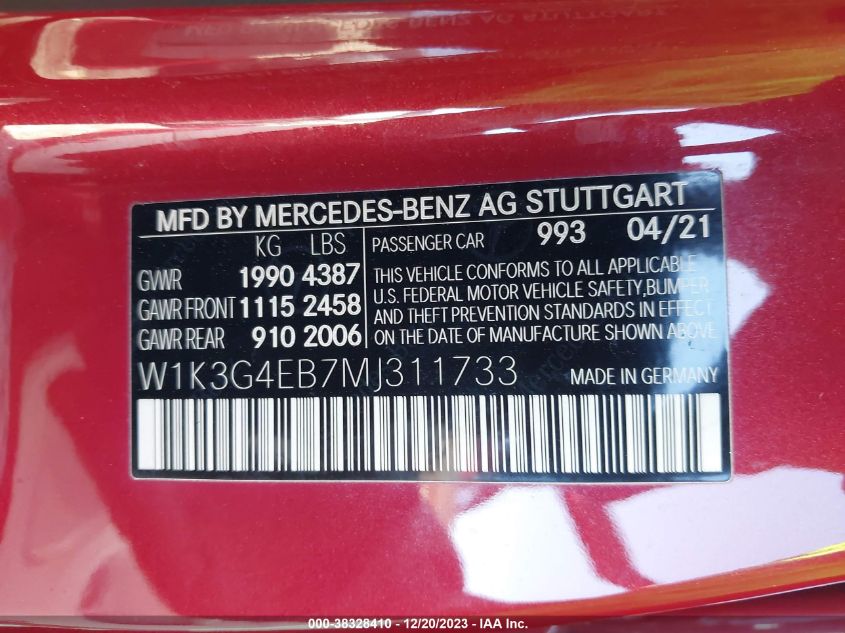 MFD BY MERCEDES-BENZ AG STUTTGART
KG LBS
PASSENGER CAR 993 04/21
GVWR 1990 4387
GAWR FRONT 1115 2458
GAWR REAR 910 2006
THIS VEHICLE CONFORMS TO ALL APPLICABLE
U.S. FEDERAL MOTOR VEHICLE SAFETY, BUMPER
AND THEFT PREVENTION STANDARDS IN EFFECT
ON THE DATE OF MANUFACTURE SHOWN ABOVE.
W1K3G4EB7MJ311733 MADE IN GERMANY
000-38328410 - 12/20/2023 - Copyright © 2023 IAA, Inc.